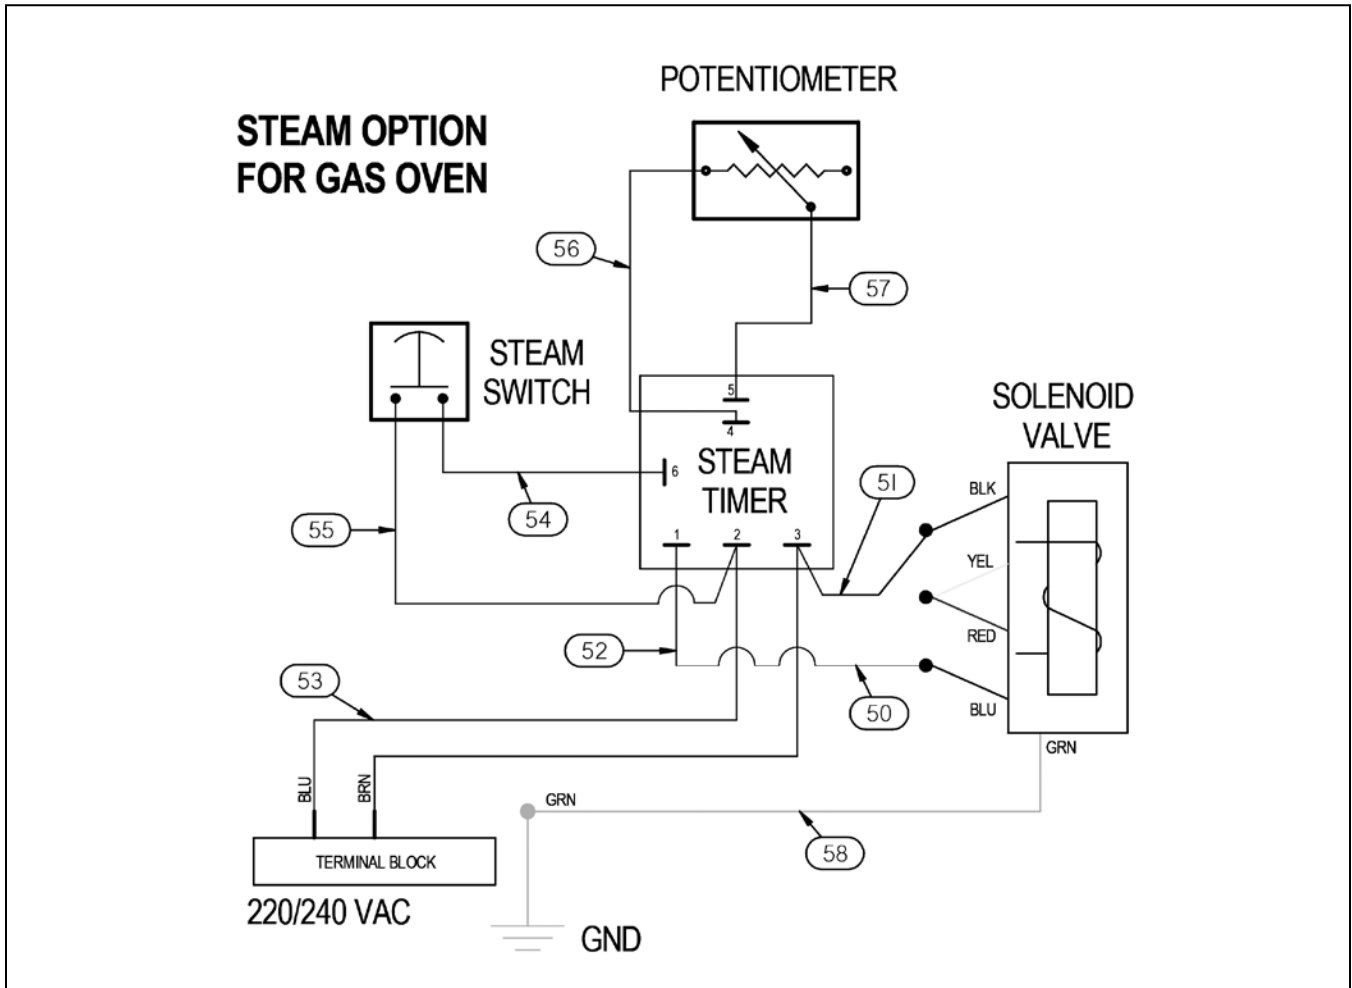 POTENTIOMETER
STEAM OPTION
FOR GAS OVEN
56
57
STEAM
SWITCH
5
4
SOLENOID
VALVE
STEAM
TIMER
6
51
BLK
55
54
1
2
3
YEL
RED
52
53
50
BLU
GRN
BLU
BRN
GRN
58
TERMINAL BLOCK
220/240 VAC
GND